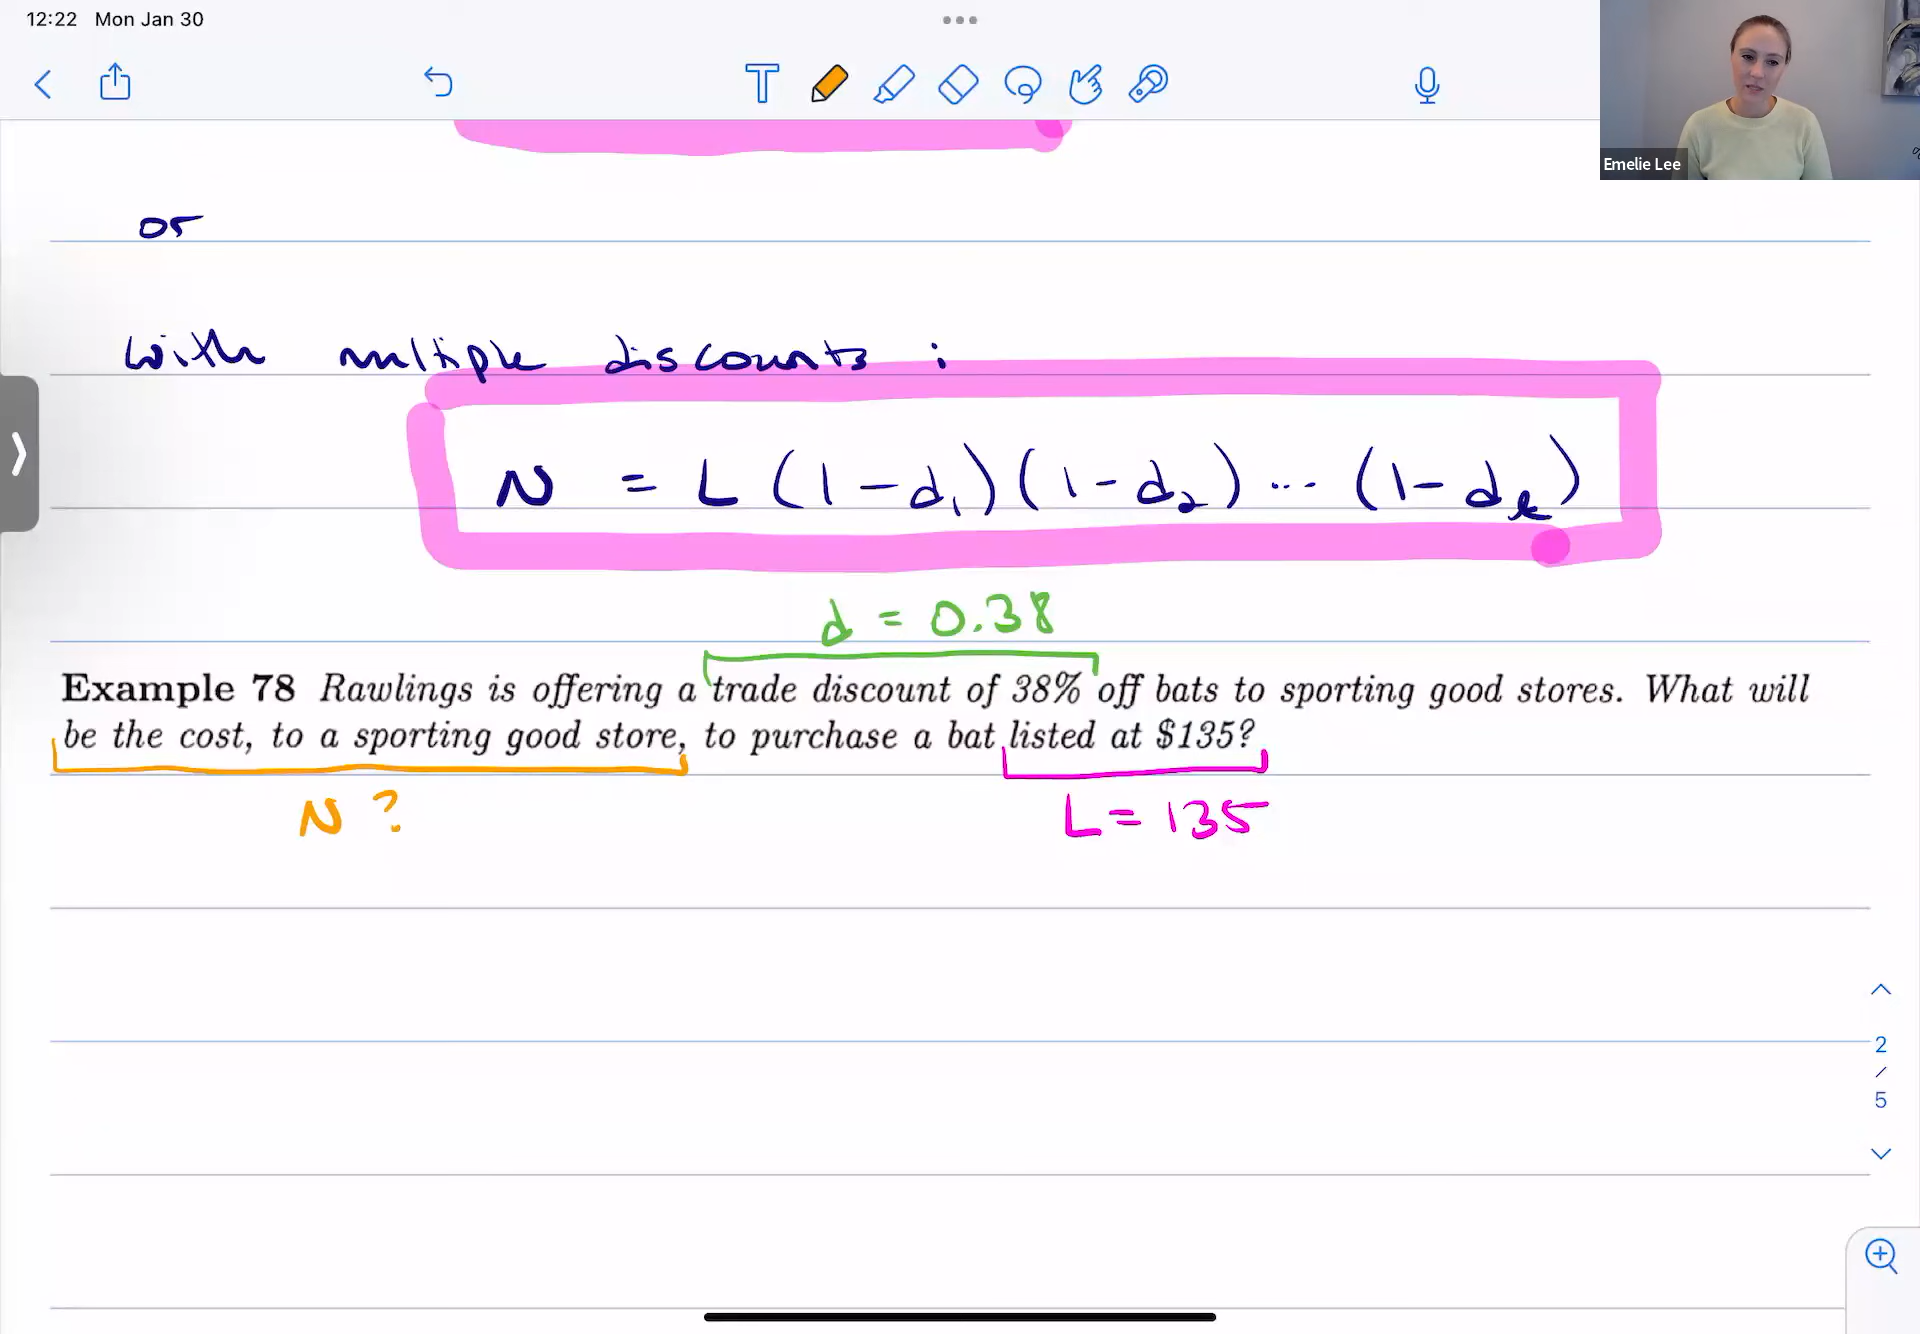 12:22 Mon Jan 30
Emelie Lee
or
with multiple discounts :
N = L (1-d₁)(1-d₂) ... (1-dₖ)
d = 0.38
Example 78 Rawlings is offering a trade discount of 38% off bats to sporting good stores. What will
be the cost, to a sporting good store, to purchase a bat listed at $135?
N ?
L = 135
2
/
5